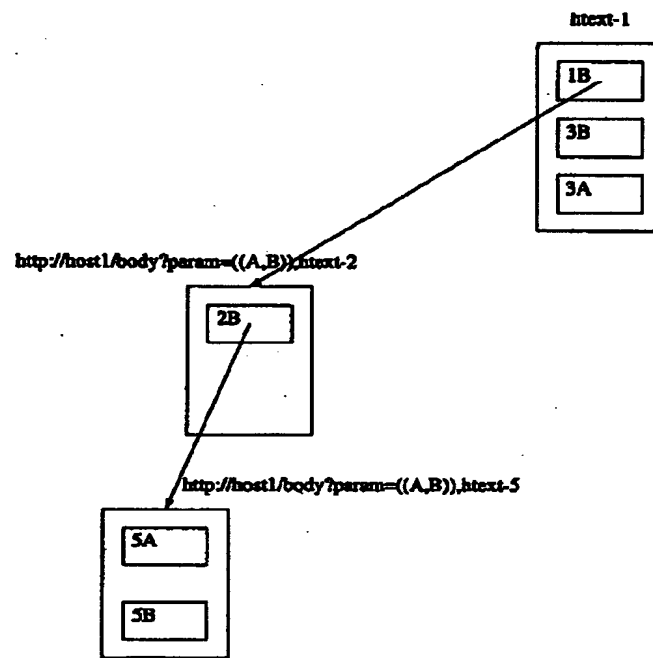 htext-1
1B
3B
3A
http://host1/body?param=((A,B)),htext-2
2B
http://host1/body?param=((A,B)),htext-5
5A
5B